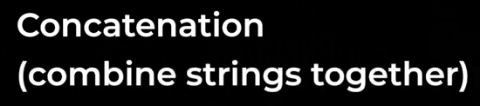 Concatenation
(combine strings together)